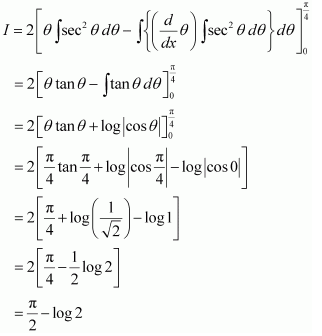 I = 2[θ∫sec² θ dθ − ∫{(d/dx θ) ∫sec² θ dθ} dθ]₀^(π/4)
= 2[θ tan θ − ∫tan θ dθ]₀^(π/4)
= 2[θ tan θ + log|cos θ|]₀^(π/4)
= 2[π/4 tan π/4 + log|cos π/4| − log|cos 0|]
= 2[π/4 + log(1/√2) − log 1]
= 2[π/4 − 1/2 log 2]
= π/2 − log 2